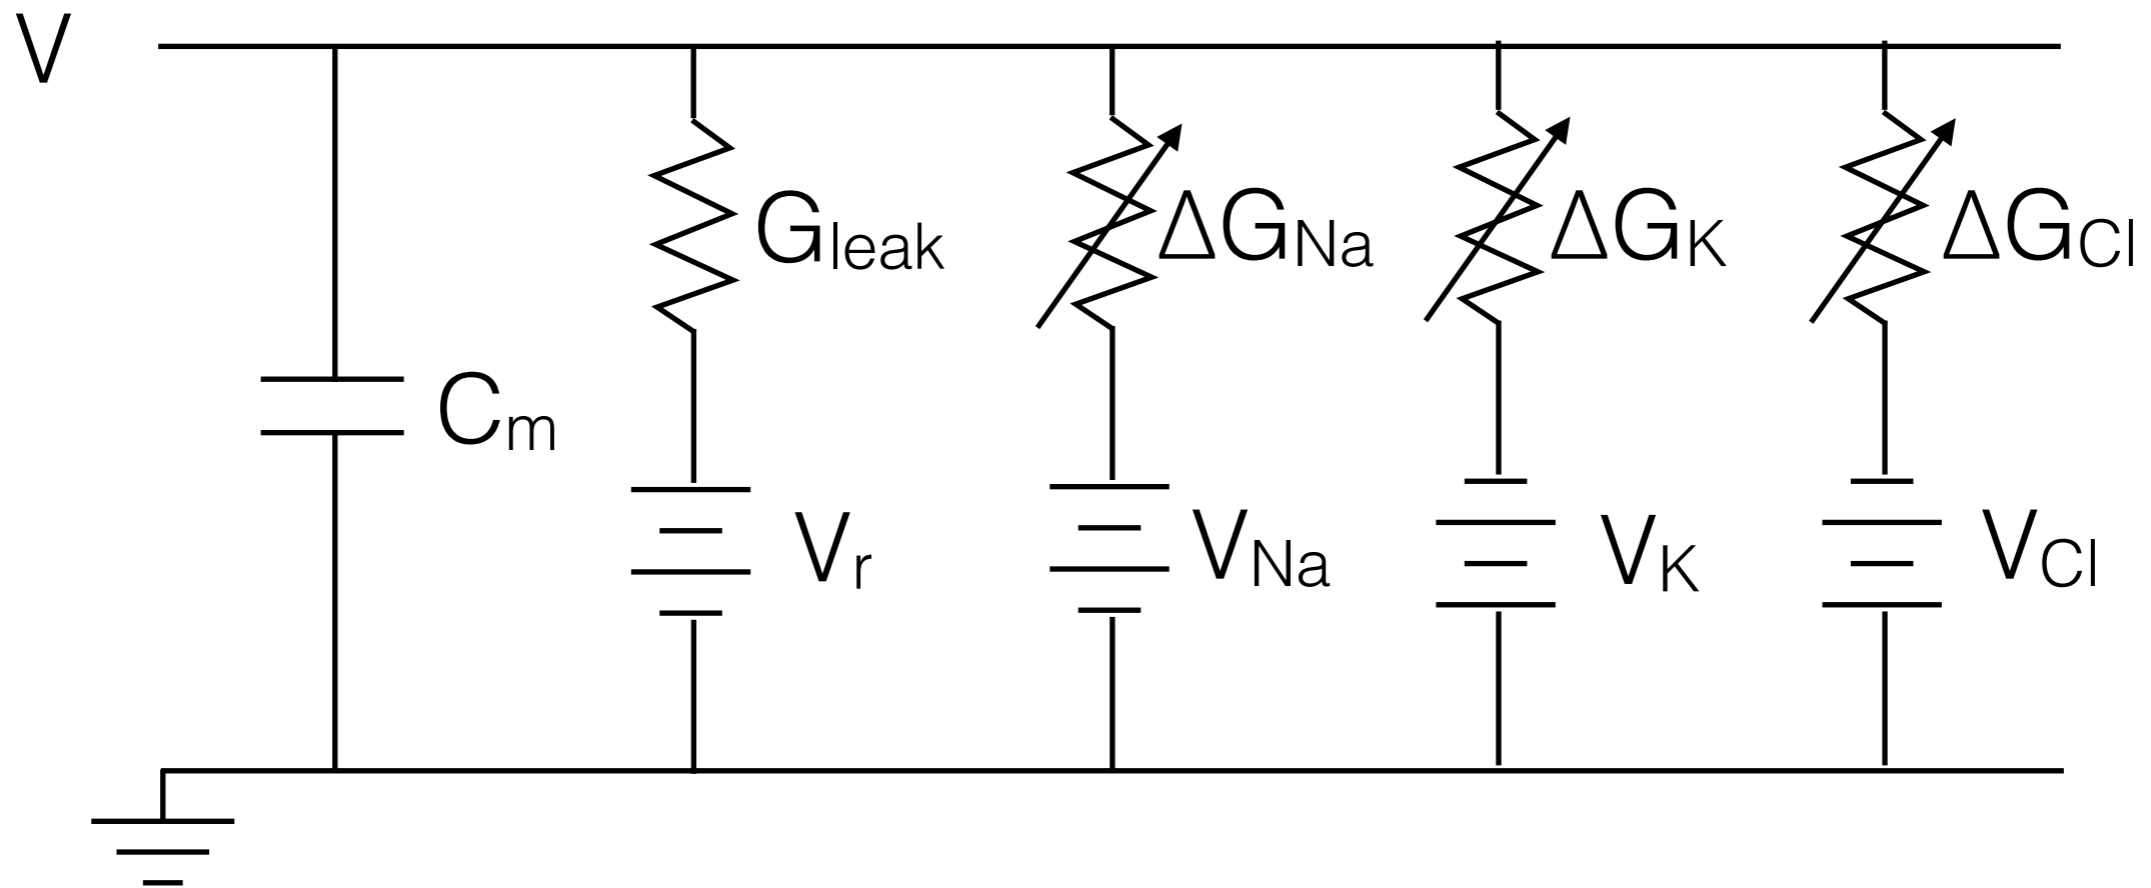 V
G_leak
ΔG_Na
ΔG_K
ΔG_Cl
C_m
V_r
V_Na
V_K
V_Cl